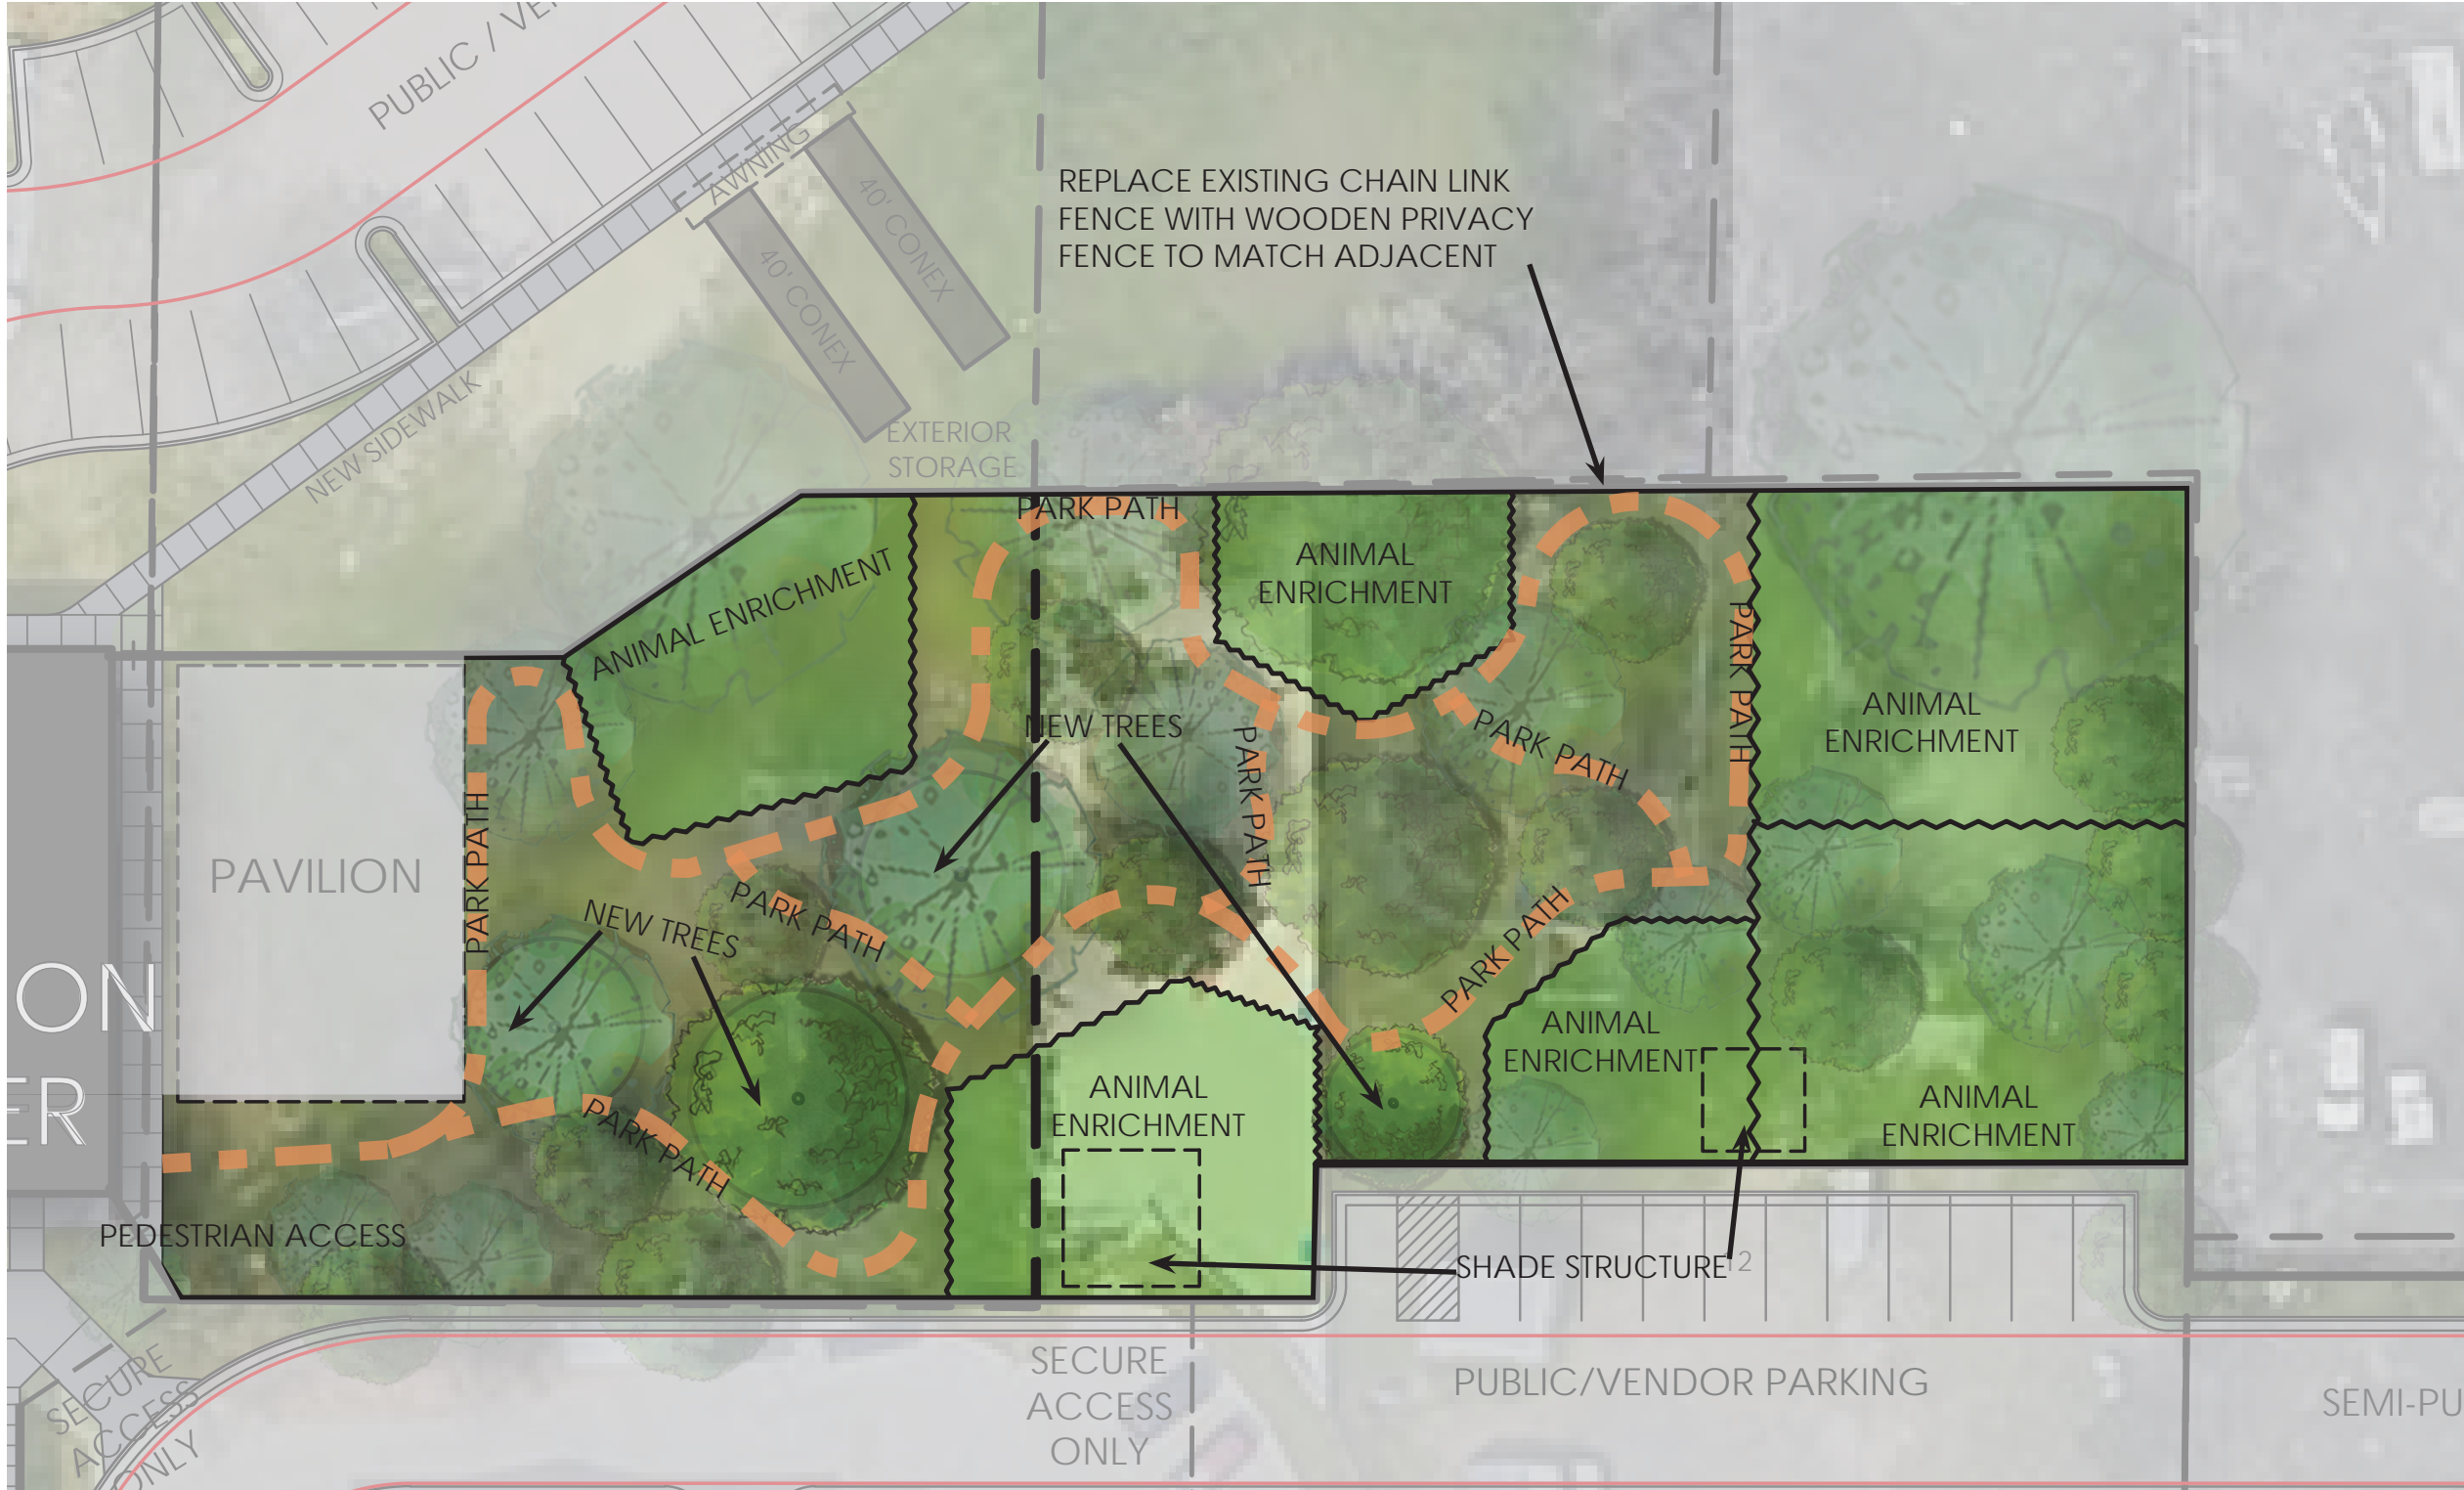 PUBLIC / VE
AWNING
40' CONEX
40' CONEX
REPLACE EXISTING CHAIN LINK
FENCE WITH WOODEN PRIVACY
FENCE TO MATCH ADJACENT
NEW SIDEWALK
EXTERIOR
STORAGE
PARK PATH
ANIMAL ENRICHMENT
ANIMAL
ENRICHMENT
PARK PATH
ANIMAL
ENRICHMENT
NEW TREES
PARK PATH
PARK PATH
PAVILION
PARK PATH
NEW TREES
PARK PATH
PARK PATH
ON
ER
ANIMAL
ENRICHMENT
ANIMAL
ENRICHMENT
ANIMAL
ENRICHMENT
PARK PATH
PEDESTRIAN ACCESS
SHADE STRUCTURE
12
SECURE
ACCESS
ONLY
SECURE
ACCESS
ONLY
PUBLIC/VENDOR PARKING
SEMI-PU